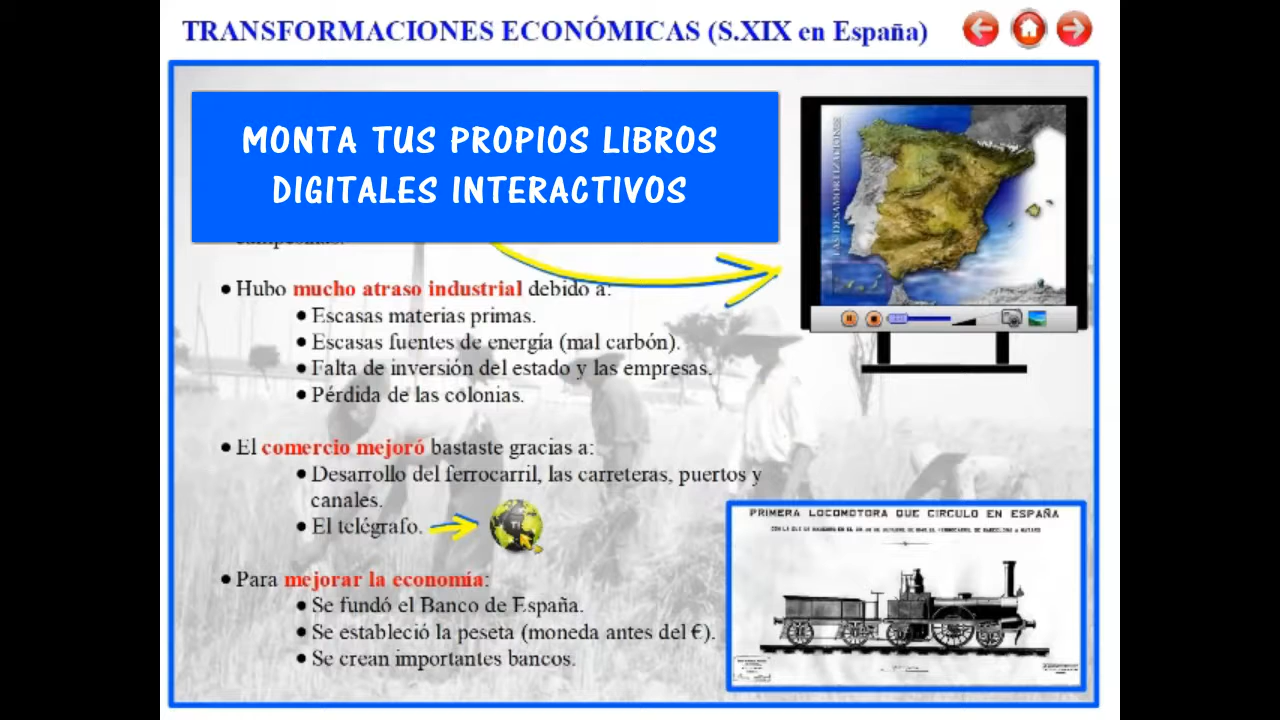 TRANSFORMACIONES ECONÓMICAS (S.XIX en España)
MONTA TUS PROPIOS LIBROS
DIGITALES INTERACTIVOS
LAS DESAMORTIZACIONES
● Hubo mucho atraso industrial debido a:
● Escasas materias primas.
● Escasas fuentes de energía (mal carbón).
● Falta de inversión del estado y las empresas.
● Pérdida de las colonias.
● El comercio mejoró bastaste gracias a:
● Desarrollo del ferrocarril, las carreteras, puertos y
canales.
● El telégrafo.
● Para mejorar la economía:
● Se fundó el Banco de España.
● Se estableció la peseta (moneda antes del €).
● Se crean importantes bancos.
PRIMERA LOCOMOTORA QUE CIRCULO EN ESPAÑA